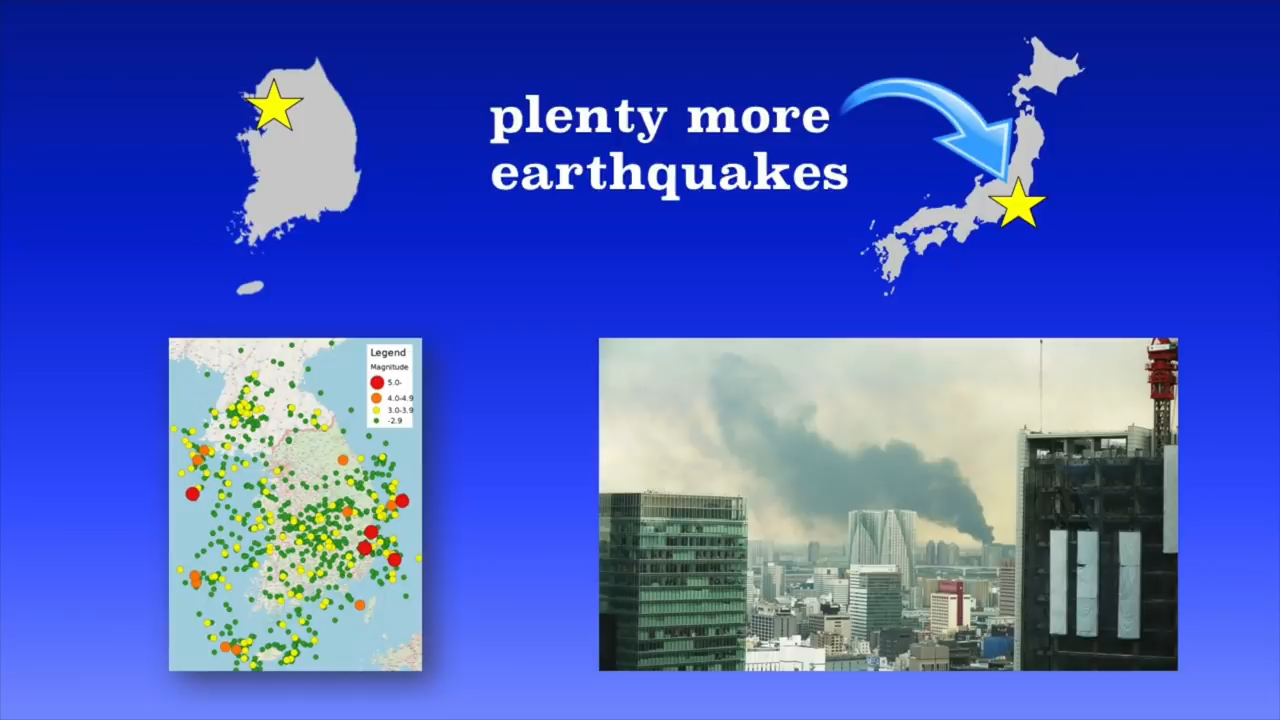 plenty more
earthquakes
Legend
Magnitude
5.0-
4.0-4.9
3.0-3.9
-2.9